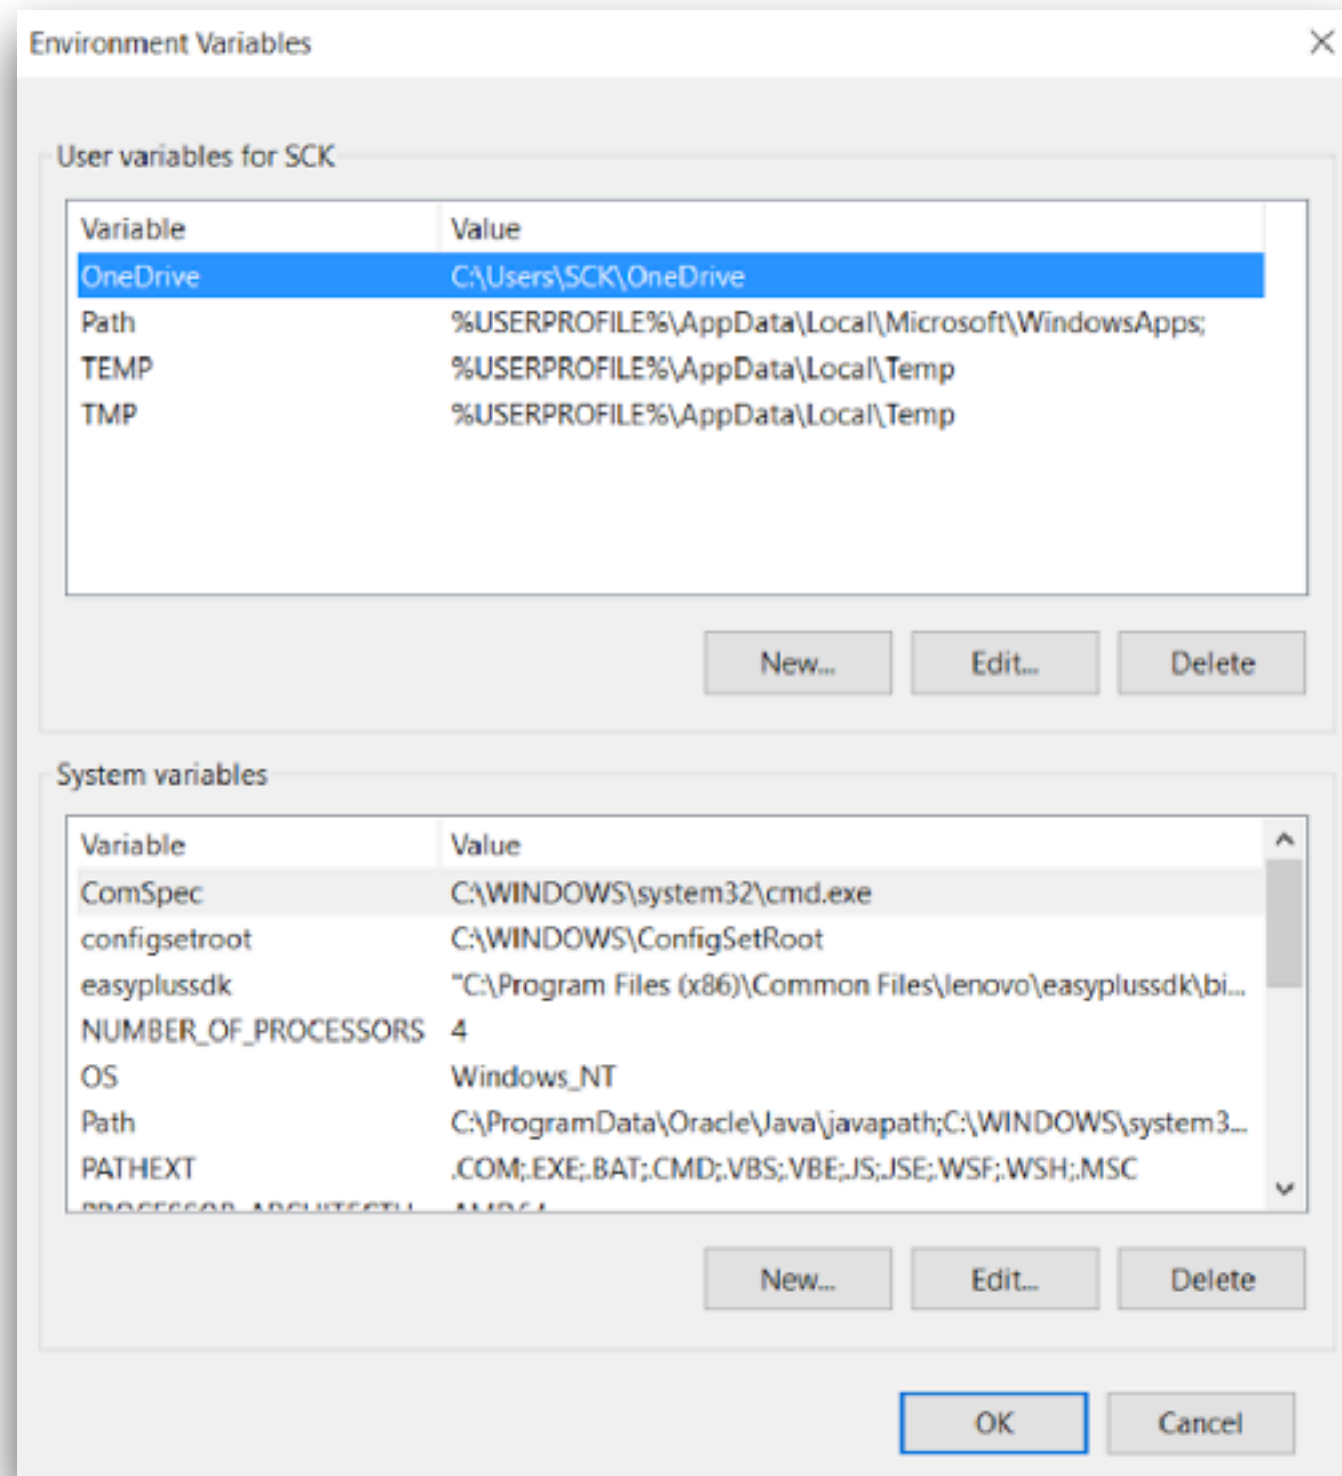 Environment Variables
User variables for SCK
Variable Value
OneDrive C:\Users\SCK\OneDrive
Path %USERPROFILE%\AppData\Local\Microsoft\WindowsApps;
TEMP %USERPROFILE%\AppData\Local\Temp
TMP %USERPROFILE%\AppData\Local\Temp
New... Edit... Delete
System variables
Variable Value
ComSpec C:\WINDOWS\system32\cmd.exe
configsetroot C:\WINDOWS\ConfigSetRoot
easyplussdk "C:\Program Files (x86)\Common Files\lenovo\easyplussdk\bi...
NUMBER_OF_PROCESSORS 4
OS Windows_NT
Path C:\ProgramData\Oracle\Java\javapath;C:\WINDOWS\system3...
PATHEXT .COM;.EXE;.BAT;.CMD;.VBS;.VBE;.JS;.JSE;.WSF;.WSH;.MSC
PROCESSOR_ARCHITECTU... AMD64
New... Edit... Delete
OK Cancel